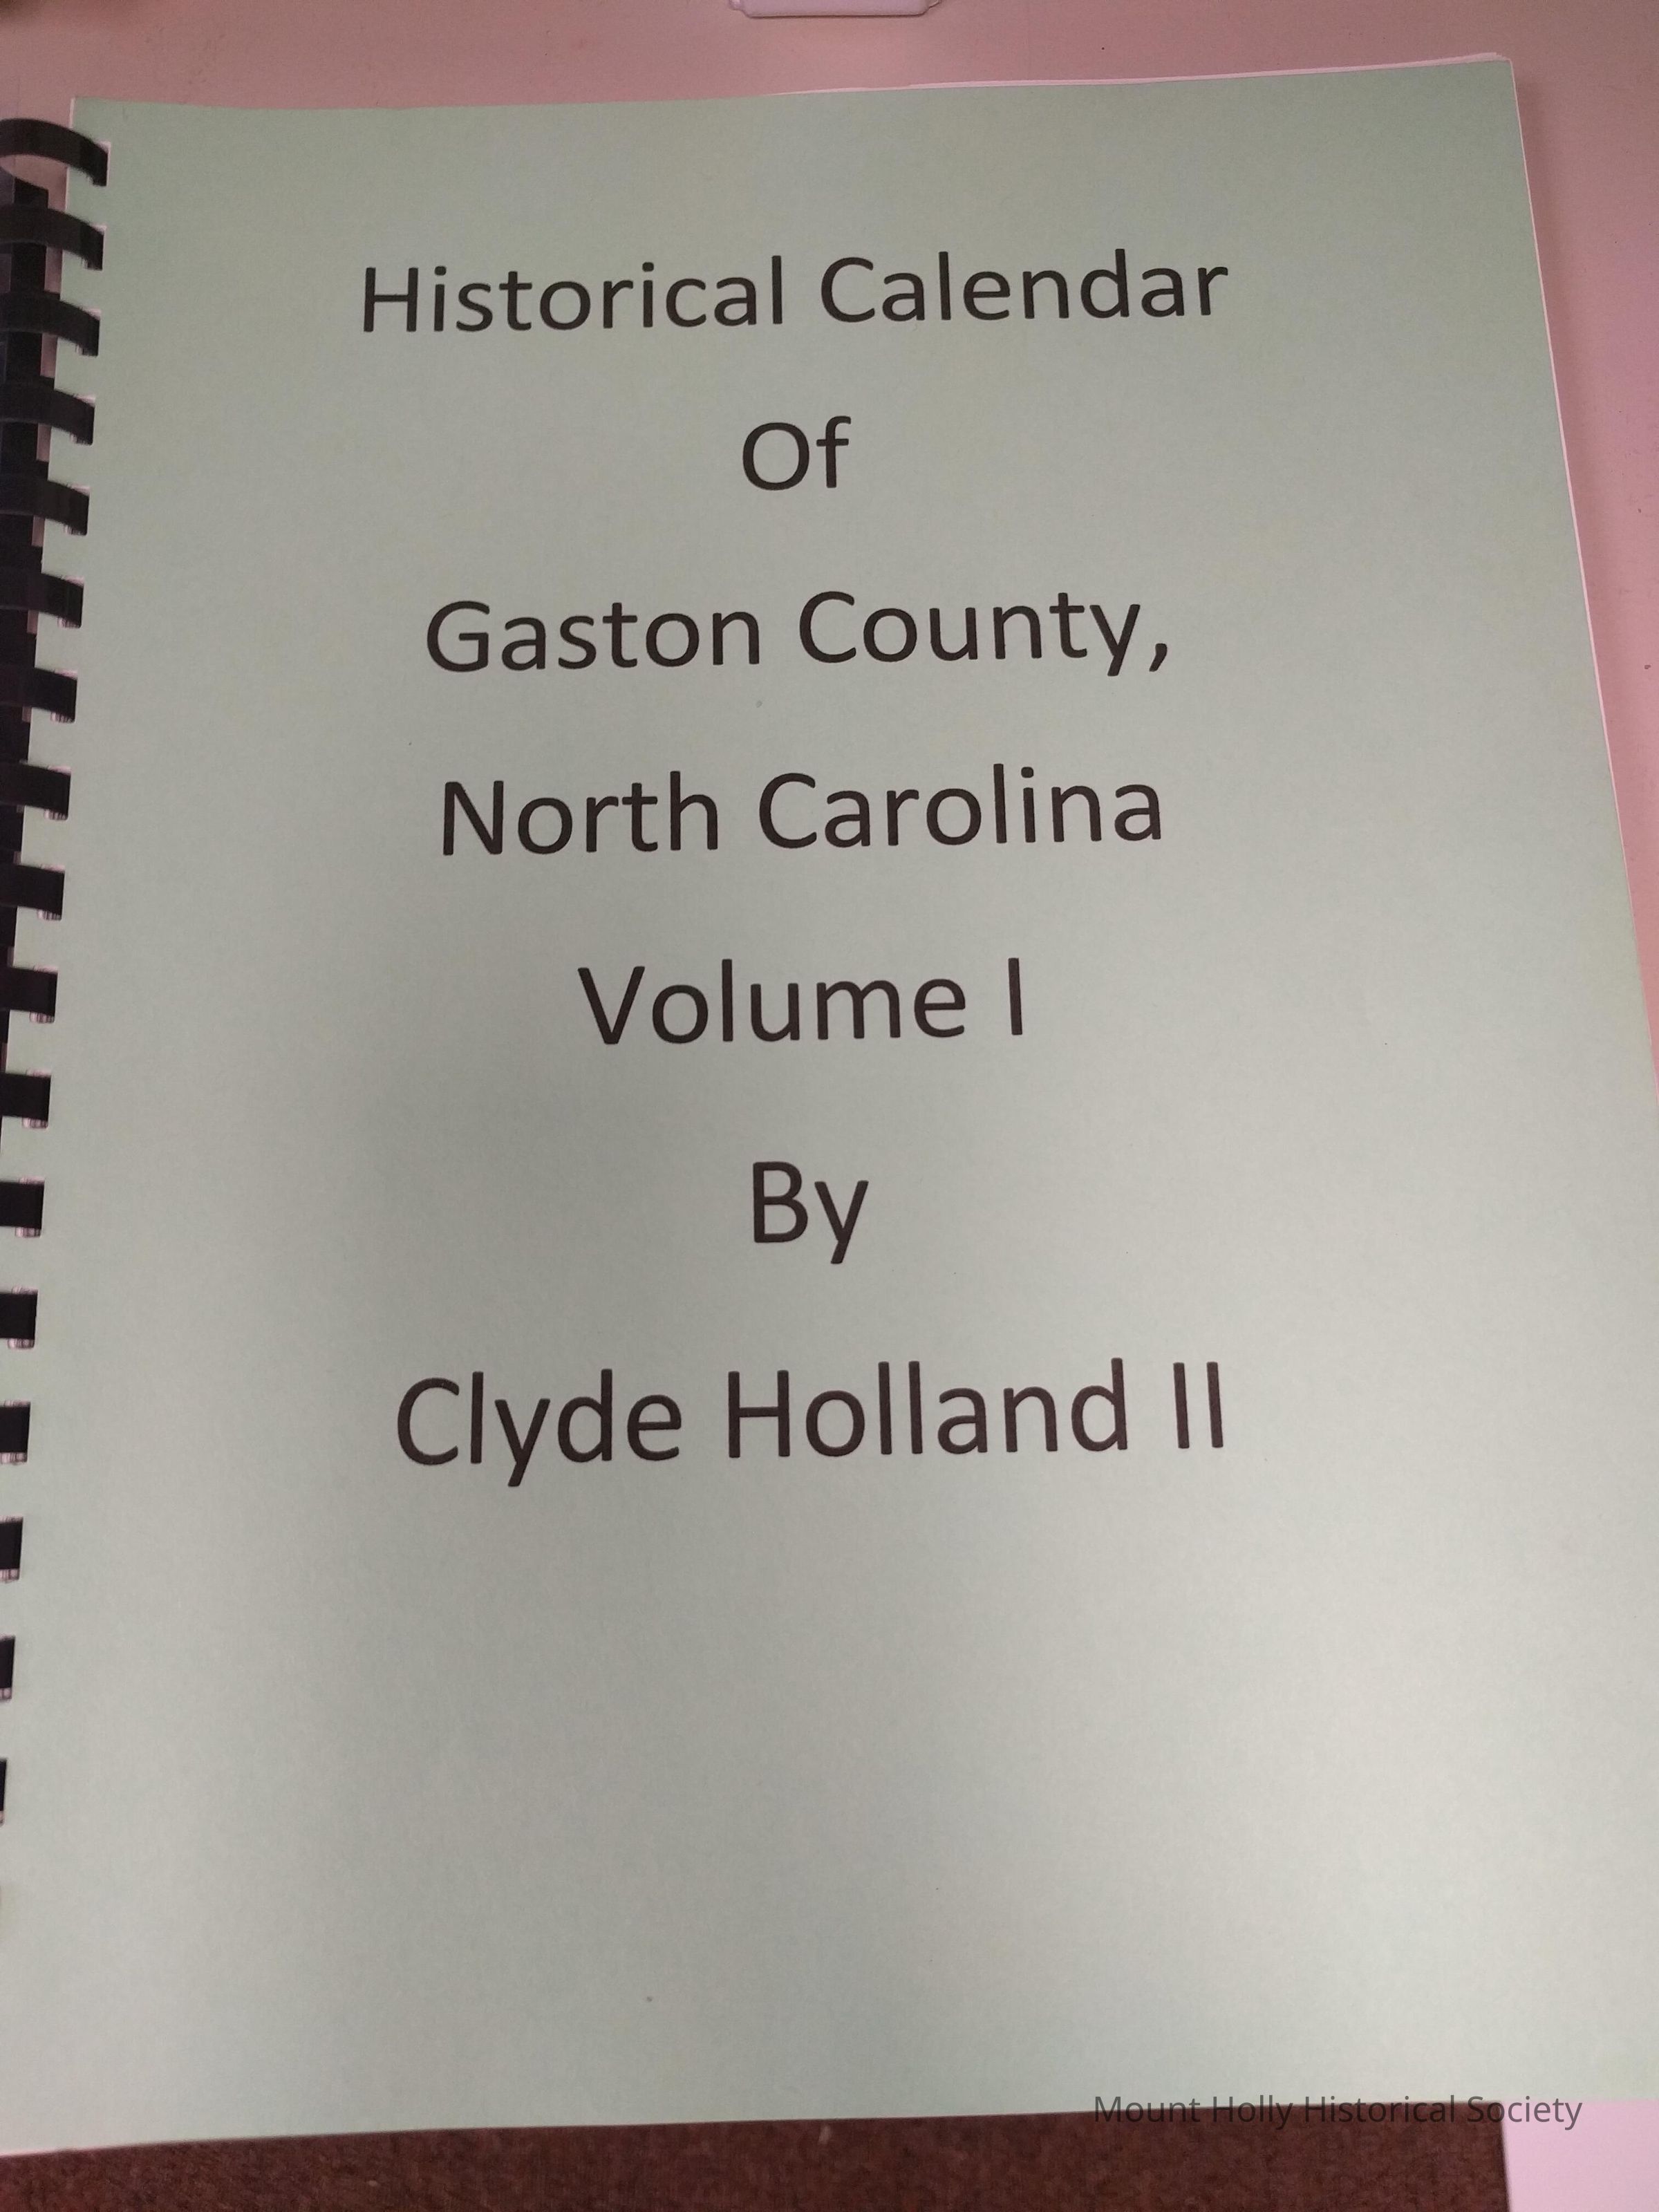 Historical Calendar
Of
Gaston County,
North Carolina
Volume I
By
Clyde Holland II
Mount Holly Historical Society